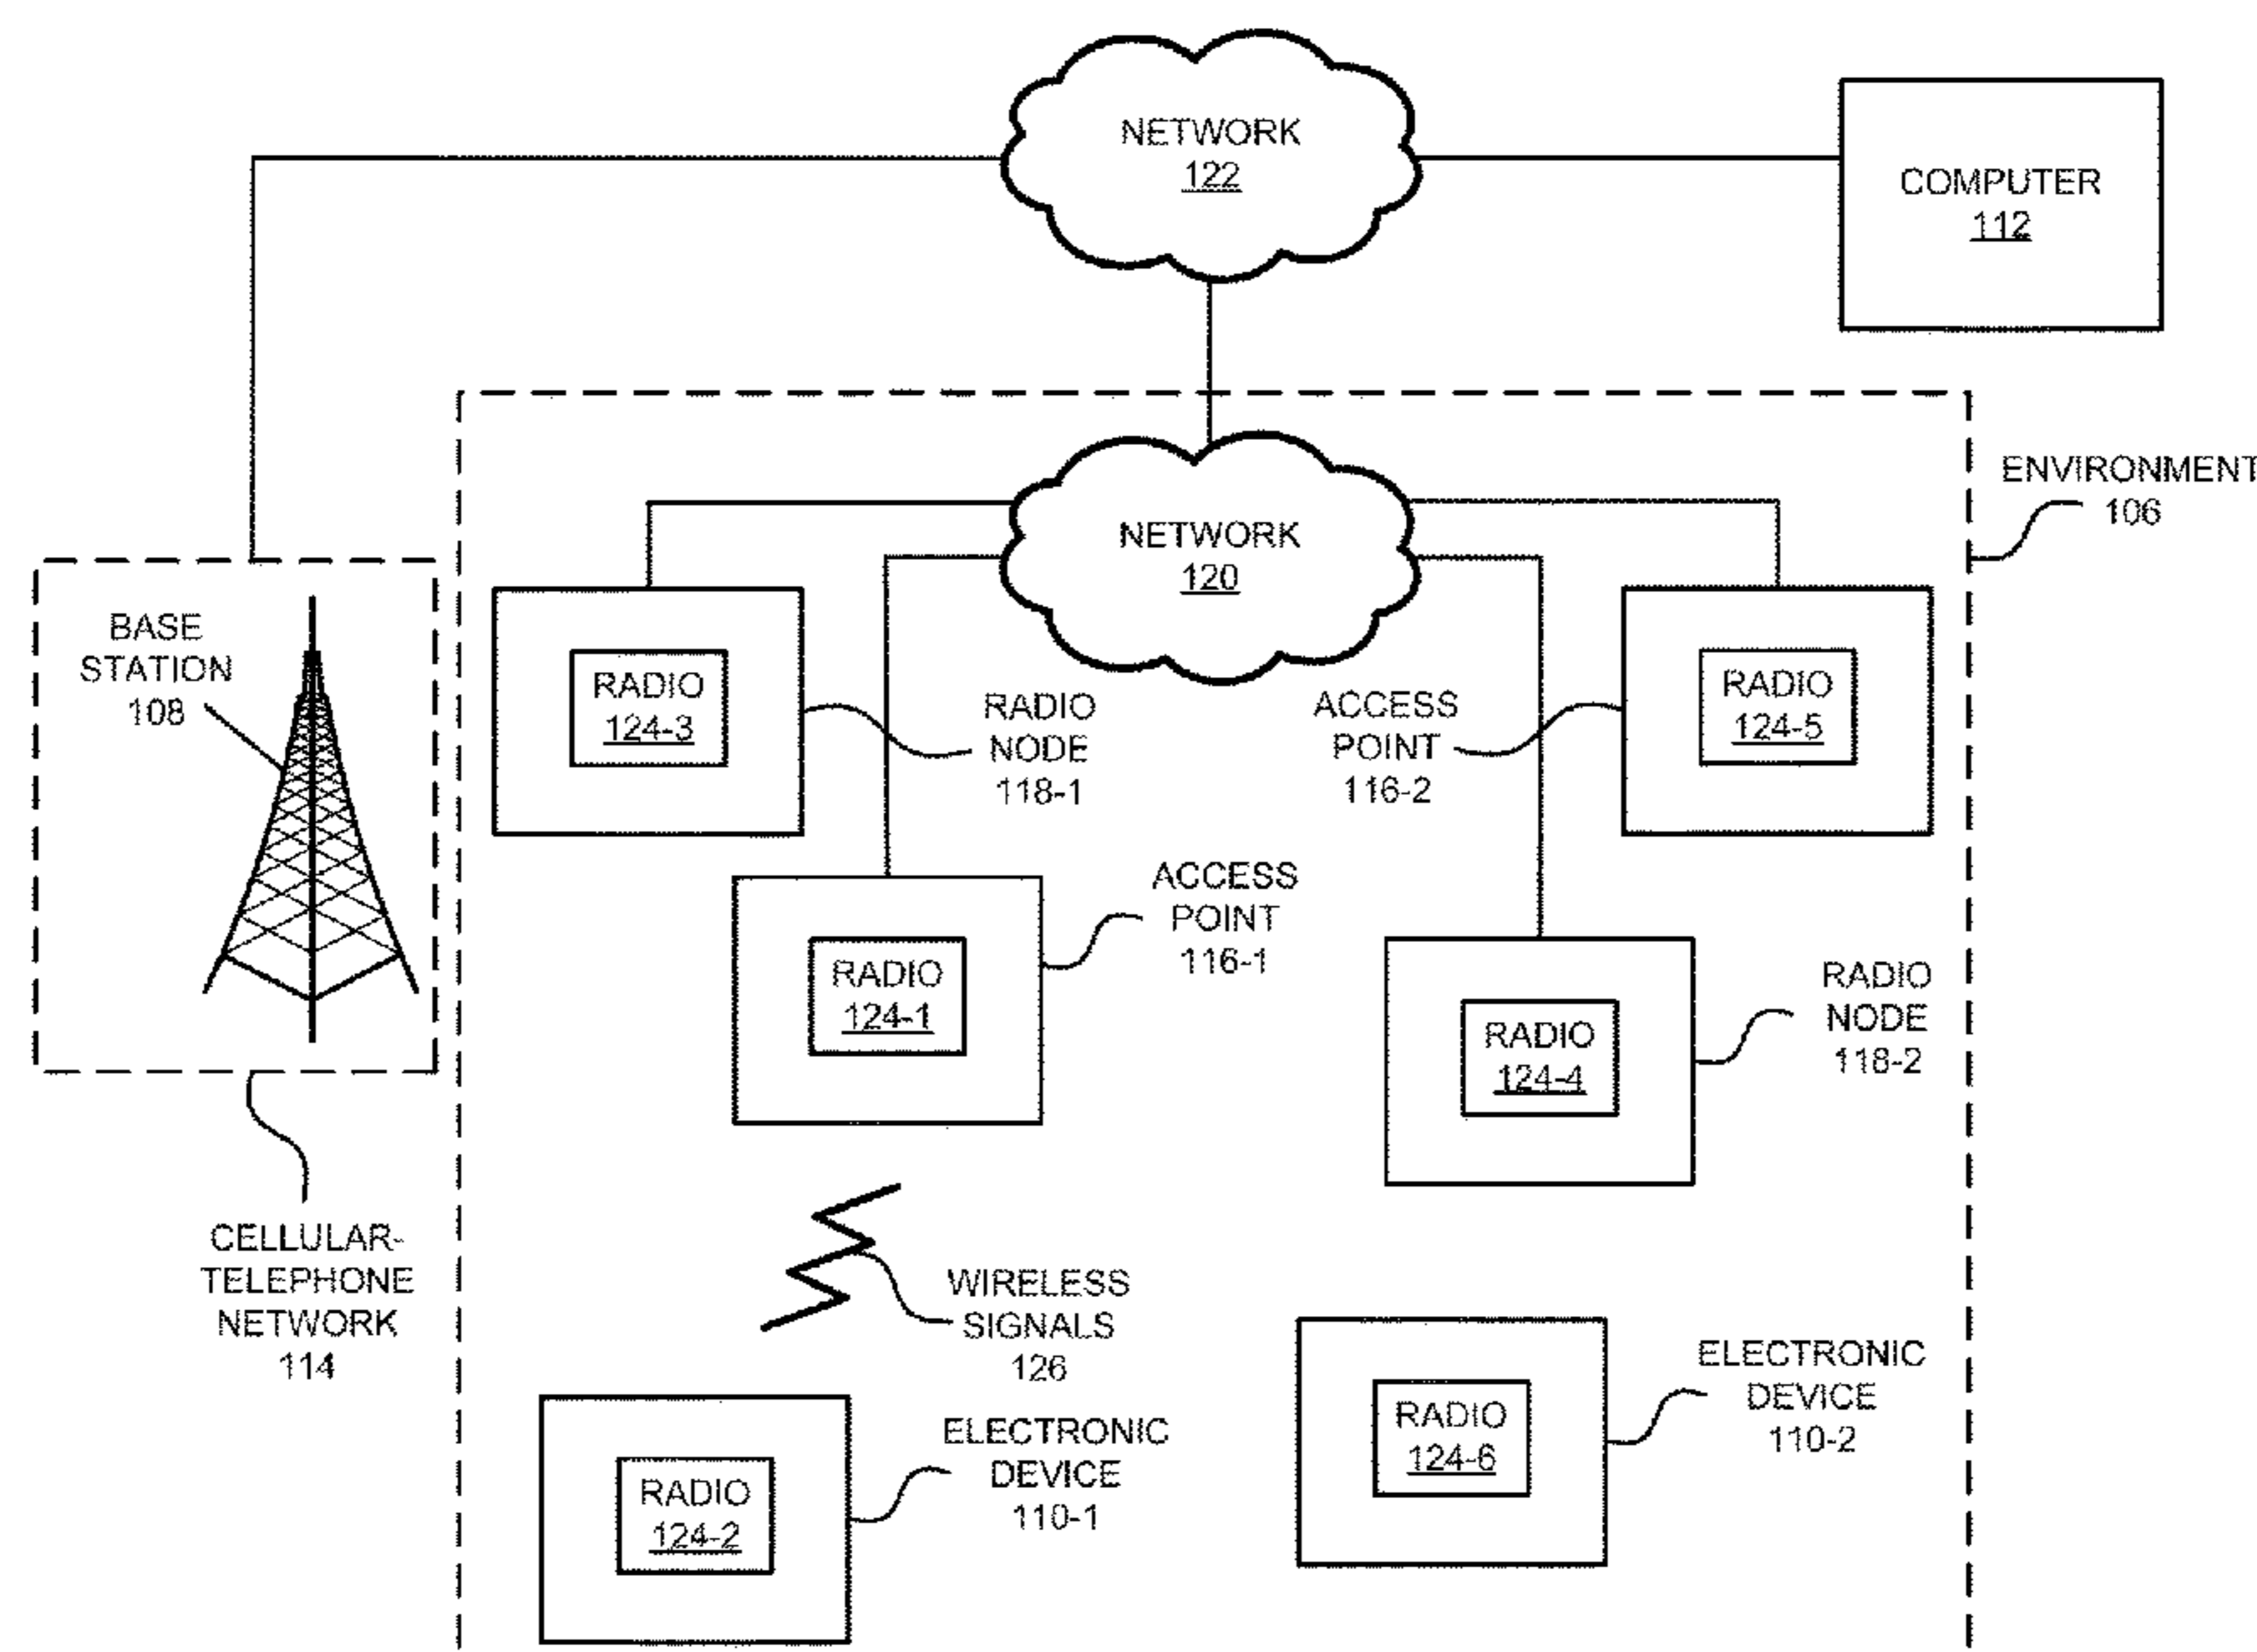 NETWORK
122
COMPUTER
112
ENVIRONMENT
106
NETWORK
120
BASE
STATION
108
RADIO
124-3
RADIO
NODE
118-1
ACCESS
POINT
116-2
RADIO
124-5
ACCESS
POINT
116-1
RADIO
124-1
RADIO
NODE
118-2
RADIO
124-4
CELLULAR-
TELEPHONE
NETWORK
114
WIRELESS
SIGNALS
126
ELECTRONIC
DEVICE
110-2
RADIO
124-6
ELECTRONIC
DEVICE
110-1
RADIO
124-2